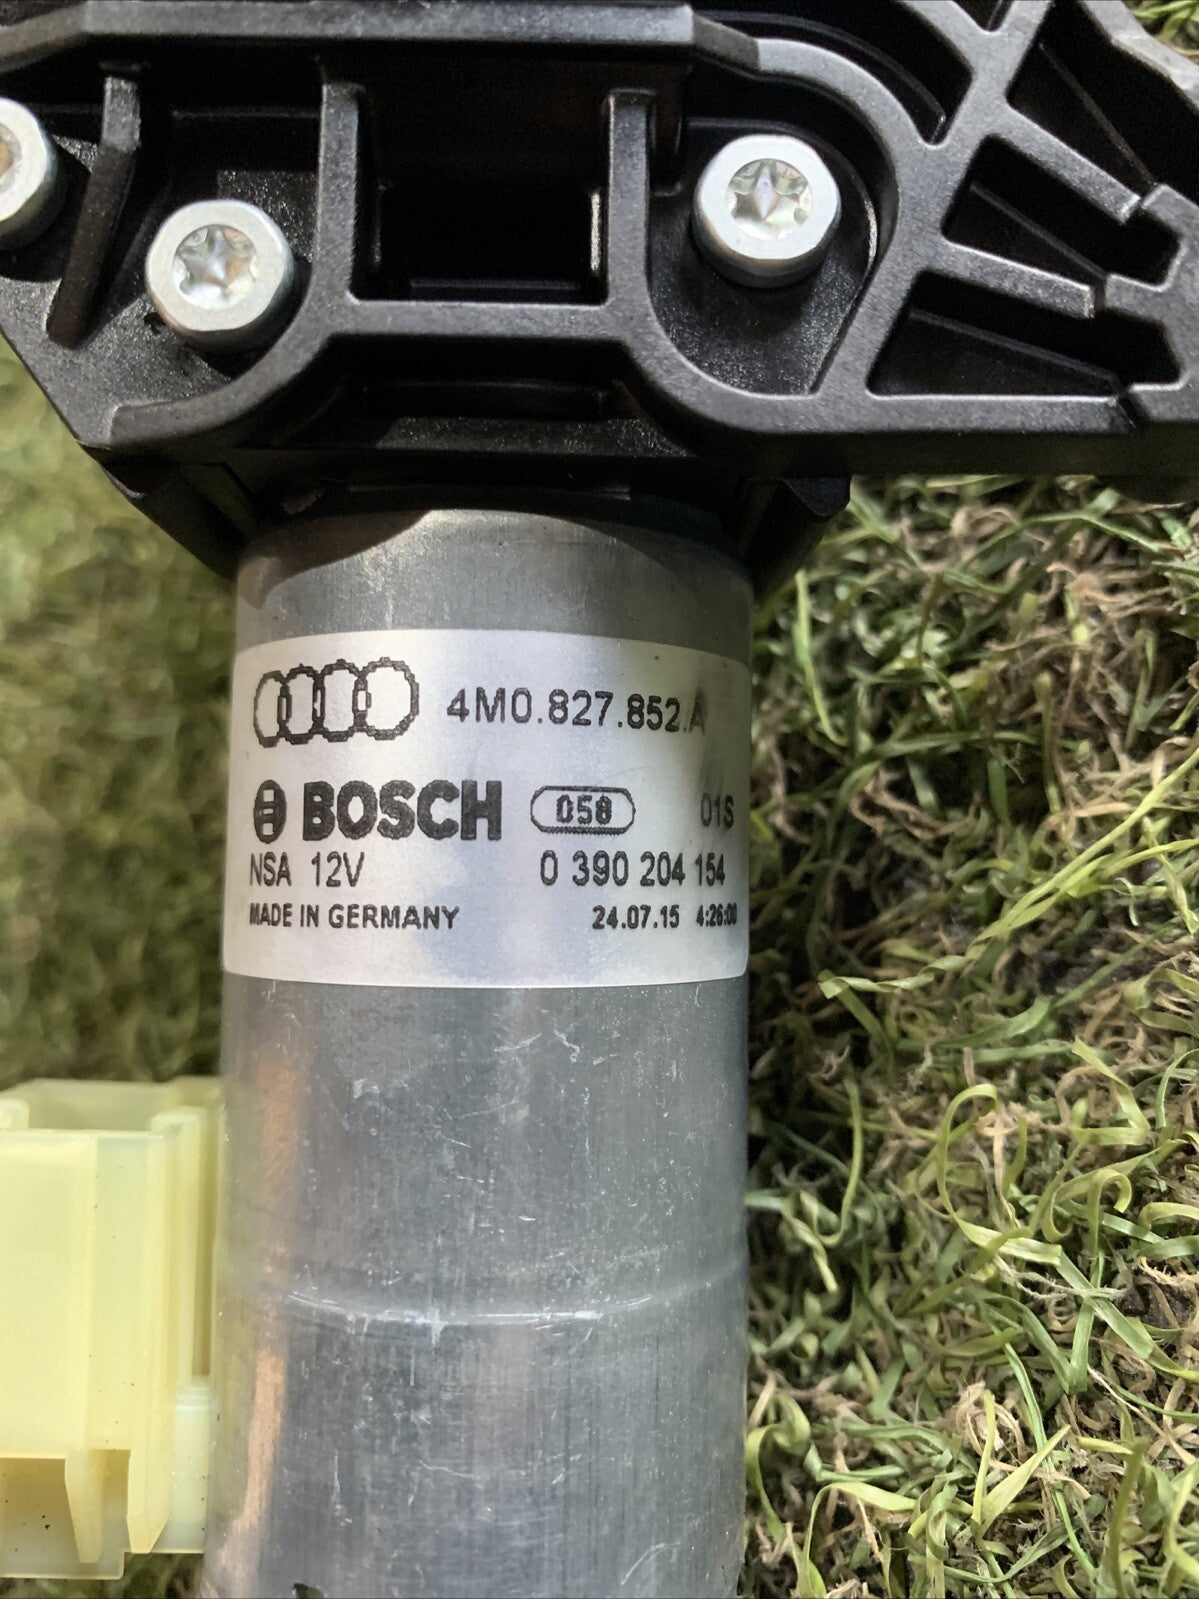 4M0.827.852.A
BOSCH 058 01S
NSA 12V 0 390 204 154
MADE IN GERMANY 24.07.15 4:26:00